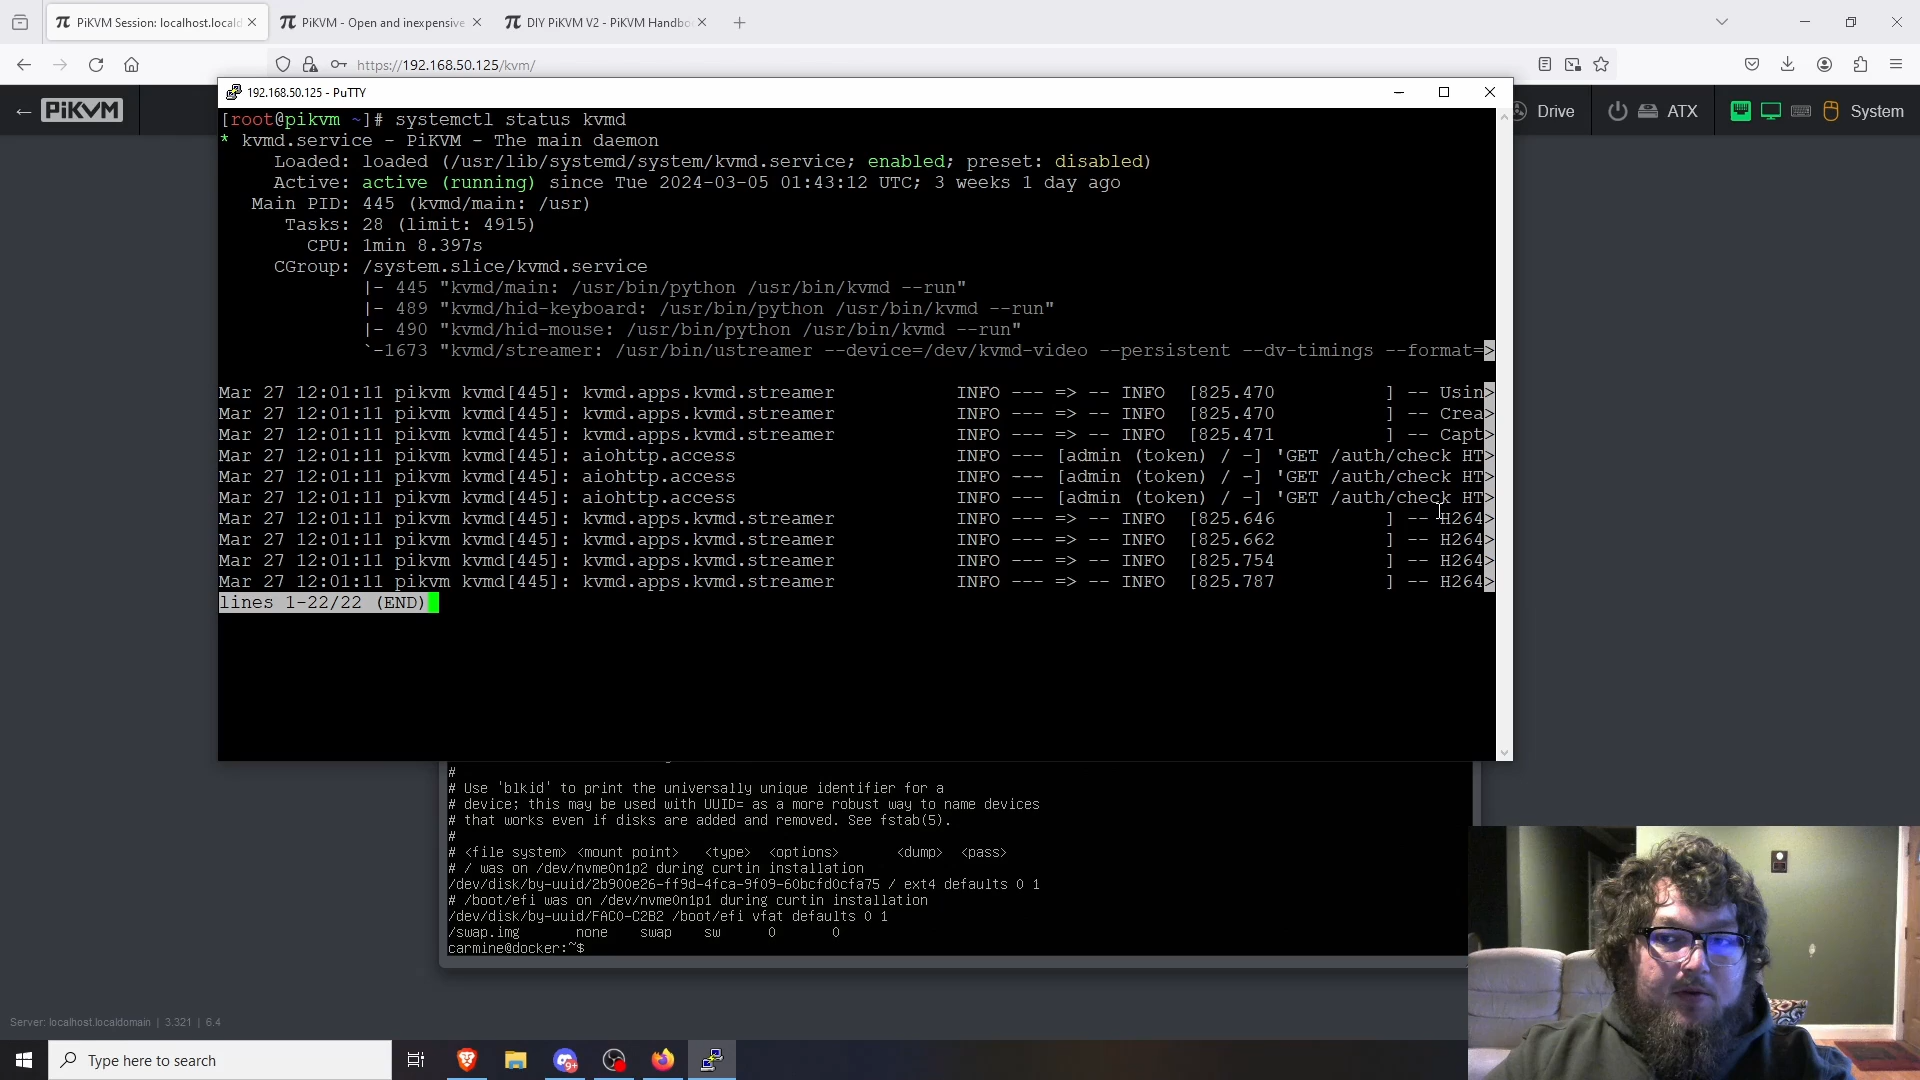 PiKVM Session: localhost.locald
PiKVM - Open and inexpensive
DIY PiKVM V2 - PiKVM Handbo
https://192.168.50.125/kvm/
← PiKVM
Drive
ATX
System
192.168.50.125 - PuTTY
[root@pikvm ~]# systemctl status kvmd
* kvmd.service - PiKVM - The main daemon
Loaded: loaded (/usr/lib/systemd/system/kvmd.service; enabled; preset: disabled)
Active: active (running) since Tue 2024-03-05 01:43:12 UTC; 3 weeks 1 day ago
Main PID: 445 (kvmd/main: /usr)
Tasks: 28 (limit: 4915)
CPU: 1min 8.397s
CGroup: /system.slice/kvmd.service
|- 445 "kvmd/main: /usr/bin/python /usr/bin/kvmd --run"
|- 489 "kvmd/hid-keyboard: /usr/bin/python /usr/bin/kvmd --run"
|- 490 "kvmd/hid-mouse: /usr/bin/python /usr/bin/kvmd --run"
`-1673 "kvmd/streamer: /usr/bin/ustreamer --device=/dev/kvmd-video --persistent --dv-timings --format=>
Mar 27 12:01:11 pikvm kvmd[445]: kvmd.apps.kvmd.streamer INFO --- => -- INFO [825.470 ] -- Usin>
Mar 27 12:01:11 pikvm kvmd[445]: kvmd.apps.kvmd.streamer INFO --- => -- INFO [825.470 ] -- Crea>
Mar 27 12:01:11 pikvm kvmd[445]: kvmd.apps.kvmd.streamer INFO --- => -- INFO [825.471 ] -- Capt>
Mar 27 12:01:11 pikvm kvmd[445]: aiohttp.access INFO --- [admin (token) / -] 'GET /auth/check HT>
Mar 27 12:01:11 pikvm kvmd[445]: aiohttp.access INFO --- [admin (token) / -] 'GET /auth/check HT>
Mar 27 12:01:11 pikvm kvmd[445]: aiohttp.access INFO --- [admin (token) / -] 'GET /auth/check HT>
Mar 27 12:01:11 pikvm kvmd[445]: kvmd.apps.kvmd.streamer INFO --- => -- INFO [825.646 ] -- H264>
Mar 27 12:01:11 pikvm kvmd[445]: kvmd.apps.kvmd.streamer INFO --- => -- INFO [825.662 ] -- H264>
Mar 27 12:01:11 pikvm kvmd[445]: kvmd.apps.kvmd.streamer INFO --- => -- INFO [825.754 ] -- H264>
Mar 27 12:01:11 pikvm kvmd[445]: kvmd.apps.kvmd.streamer INFO --- => -- INFO [825.787 ] -- H264>
lines 1-22/22 (END)
#
# Use 'blkid' to print the universally unique identifier for a
# device; this may be used with UUID= as a more robust way to name devices
# that works even if disks are added and removed. See fstab(5).
#
# <file system> <mount point> <type> <options> <dump> <pass>
# / was on /dev/nvme0n1p2 during curtin installation
/dev/disk/by-uuid/2b900e26-ff9d-4fca-9f09-60bcfd0cfa75 / ext4 defaults 0 1
# /boot/efi was on /dev/nvme0n1p1 during curtin installation
/dev/disk/by-uuid/FAC0-C2B2 /boot/efi vfat defaults 0 1
/swap.img none swap sw 0 0
carmine@docker:~$
Server: localhost.localdomain | 3.321 | 6.4
Type here to search
9+